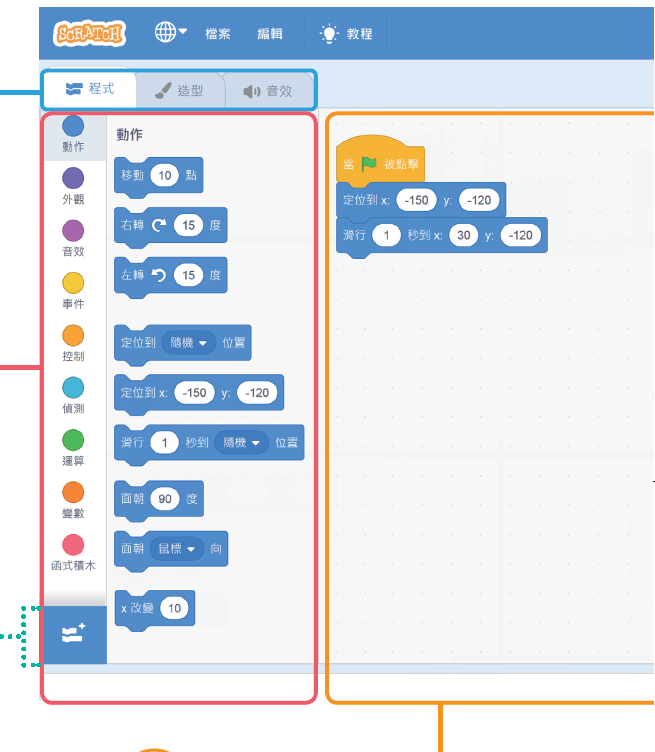 SCRATCH 檔案 編輯 教程
程式 造型 音效
動作
外觀
音效
事件
控制
偵測
運算
變數
函式積木
動作
移動 10 點
右轉 15 度
左轉 15 度
定位到 隨機 位置
定位到 x: -150 y: -120
滑行 1 秒到 隨機 位置
面朝 90 度
面朝 鼠標 向
x 改變 10
當 被點擊
定位到 x: -150 y: -120
滑行 1 秒到 x: 30 y: -120